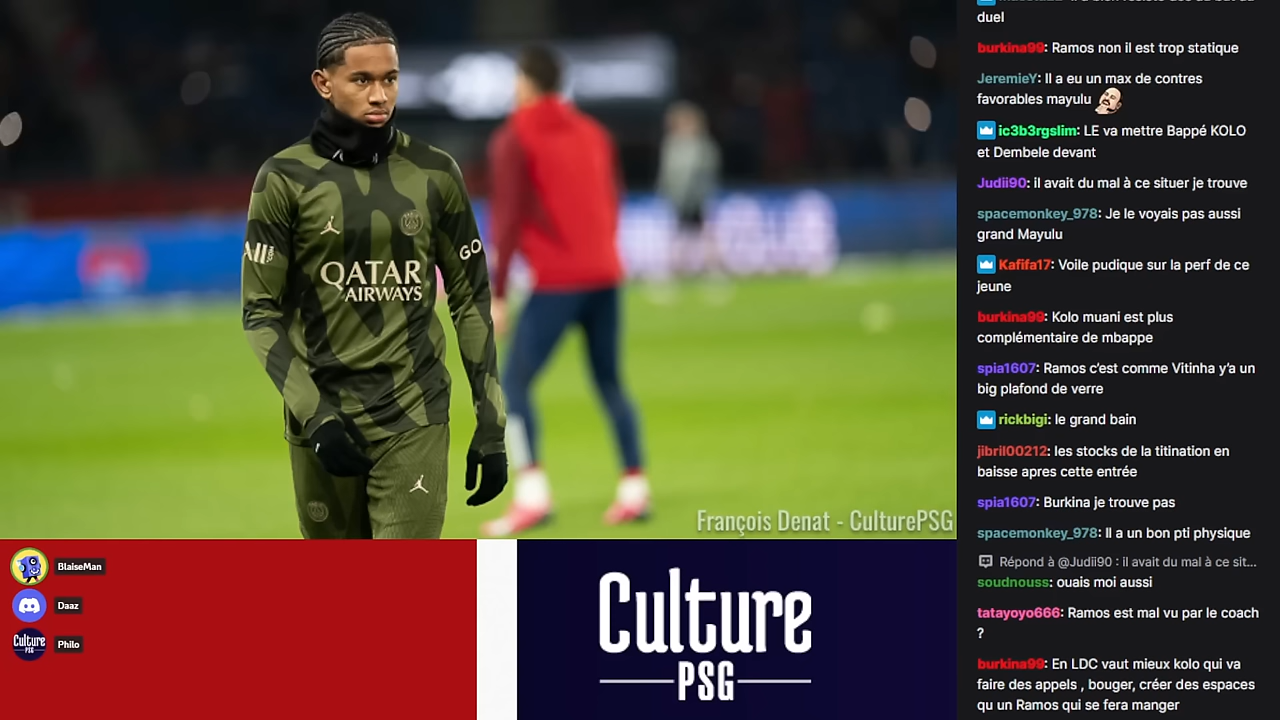 All
GO
QATAR
AIRWAYS
François Denat - CulturePSG
BlaiseMan
Daaz
Culture
PSG
Philo
Culture
PSG
duel
burkina99: Ramos non il est trop statique
JeremieY: Il a eu un max de contres
favorables mayulu
ic3b3rgslim: LE va mettre Bappé KOLO
et Dembele devant
Judii90: il avait du mal à ce situer je trouve
spacemonkey_978: Je le voyais pas aussi
grand Mayulu
Kafifa17: Voile pudique sur la perf de ce
jeune
burkina99: Kolo muani est plus
complémentaire de mbappe
spia1607: Ramos c’est comme Vitinha y’a un
big plafond de verre
rickbigi: le grand bain
jibril00212: les stocks de la titination en
baisse apres cette entrée
spia1607: Burkina je trouve pas
spacemonkey_978: Il a un bon pti physique
Répond à @Judii90 : il avait du mal à ce sit...
soudnouss: ouais moi aussi
tatayoyo666: Ramos est mal vu par le coach
?
burkina99: En LDC vaut mieux kolo qui va
faire des appels , bouger, créer des espaces
qu un Ramos qui se fera manger